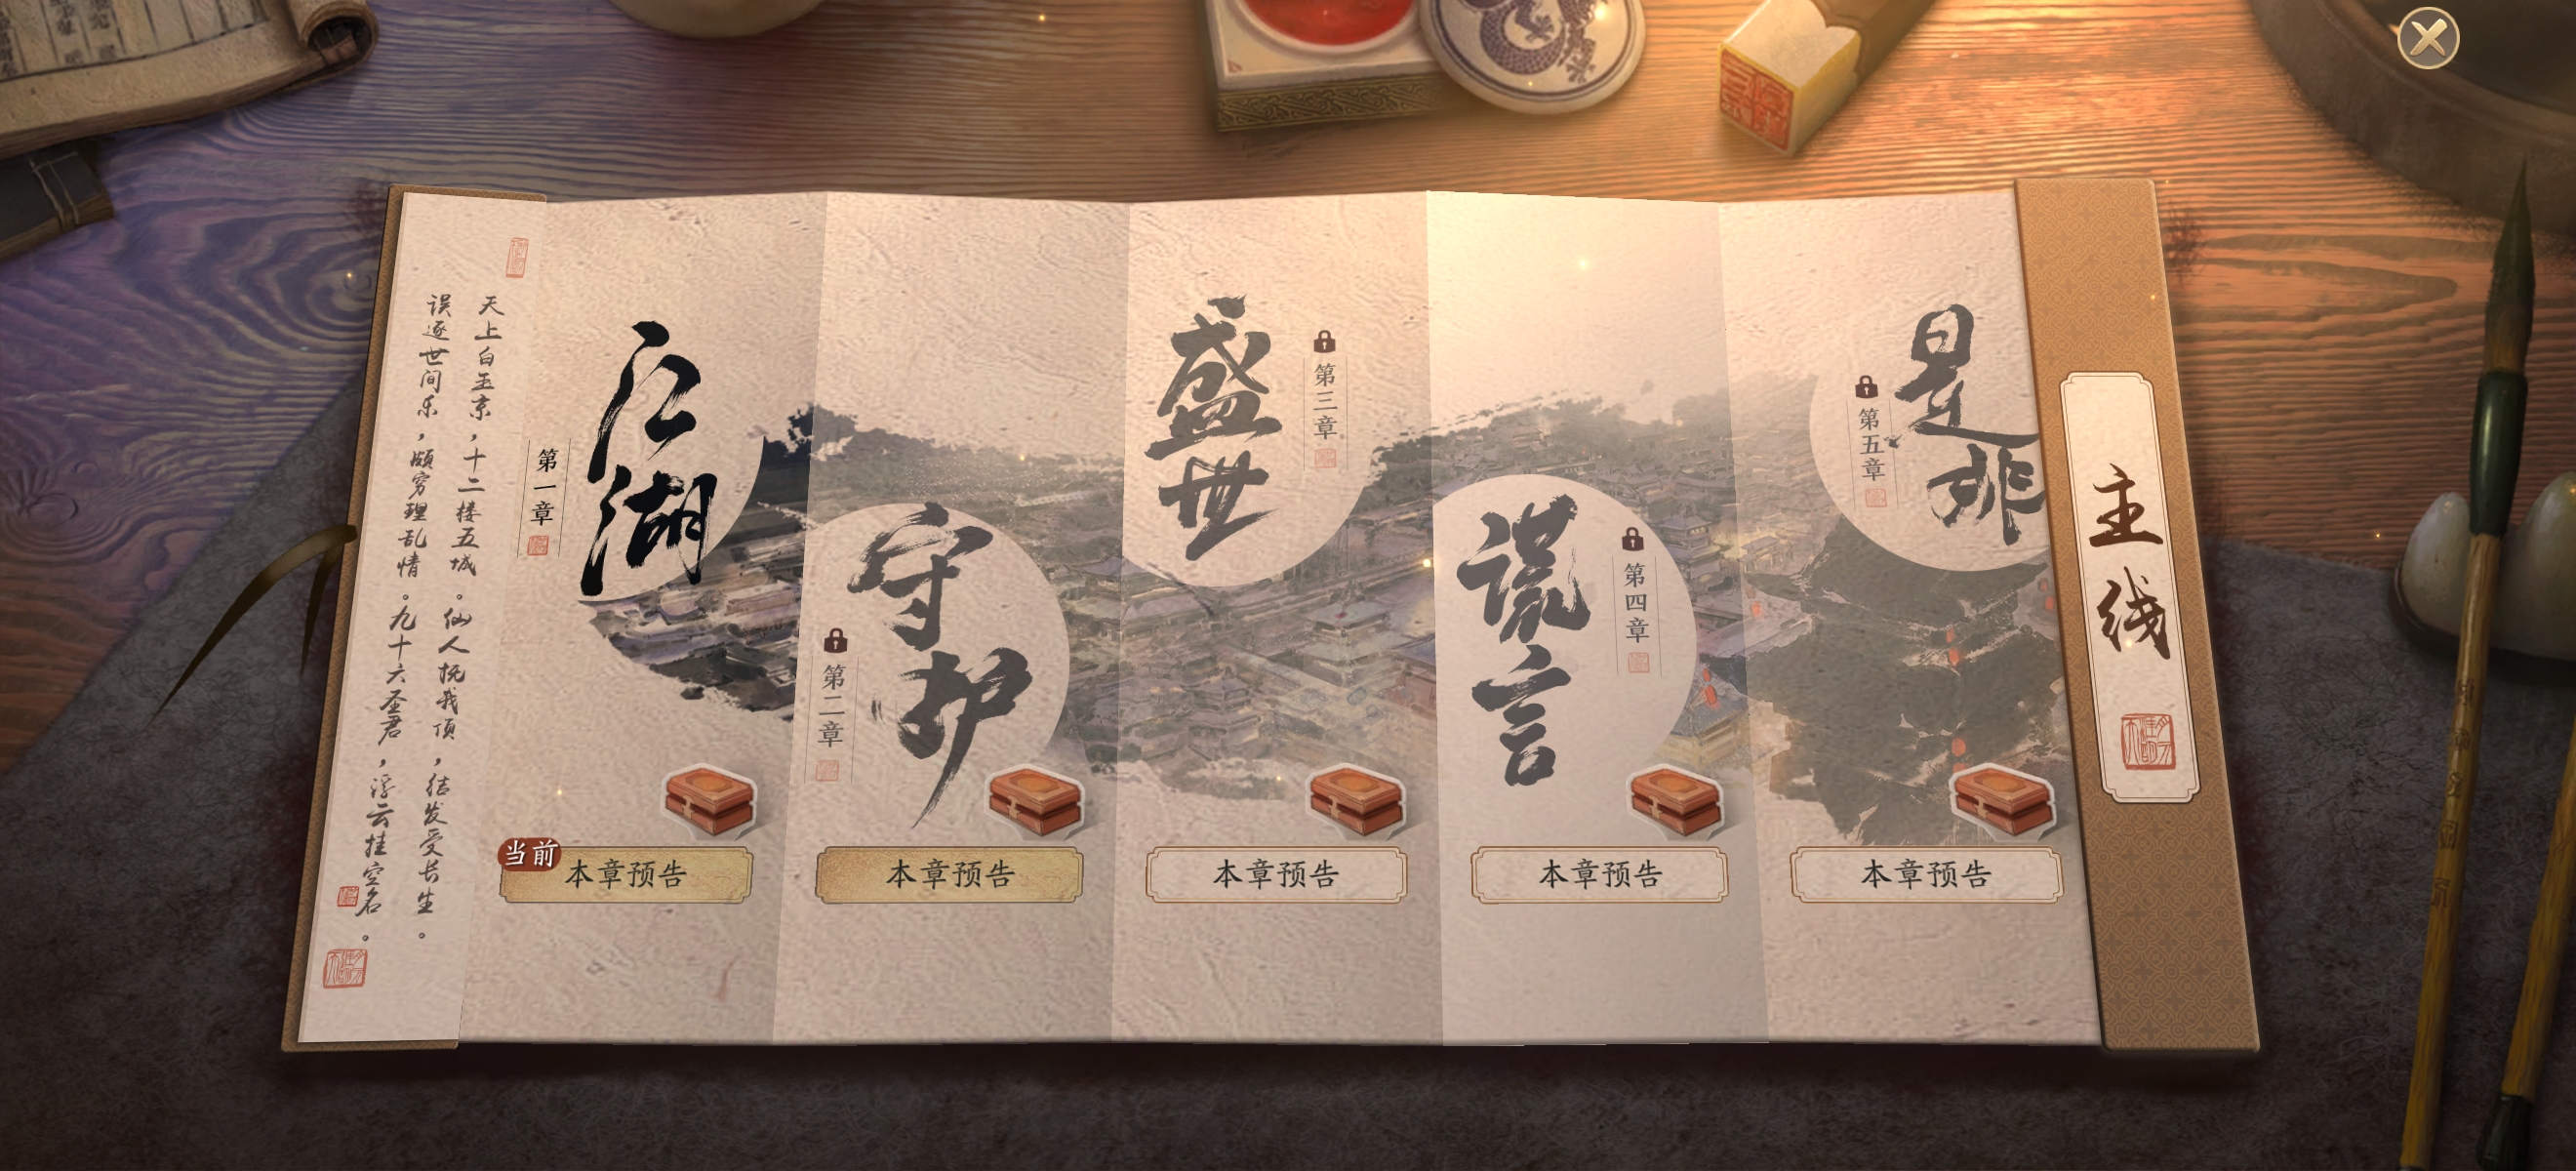 天上白玉京，十二楼五城。仙人抚我顶，结发受长生。
误逐世间乐，颇穷理乱情。九十六圣君，浮云挂空名。
第一章
江湖
当前
本章预告
第二章
守护
本章预告
第三章
盛世
本章预告
第四章
谎言
本章预告
第五章
是非
本章预告
主线